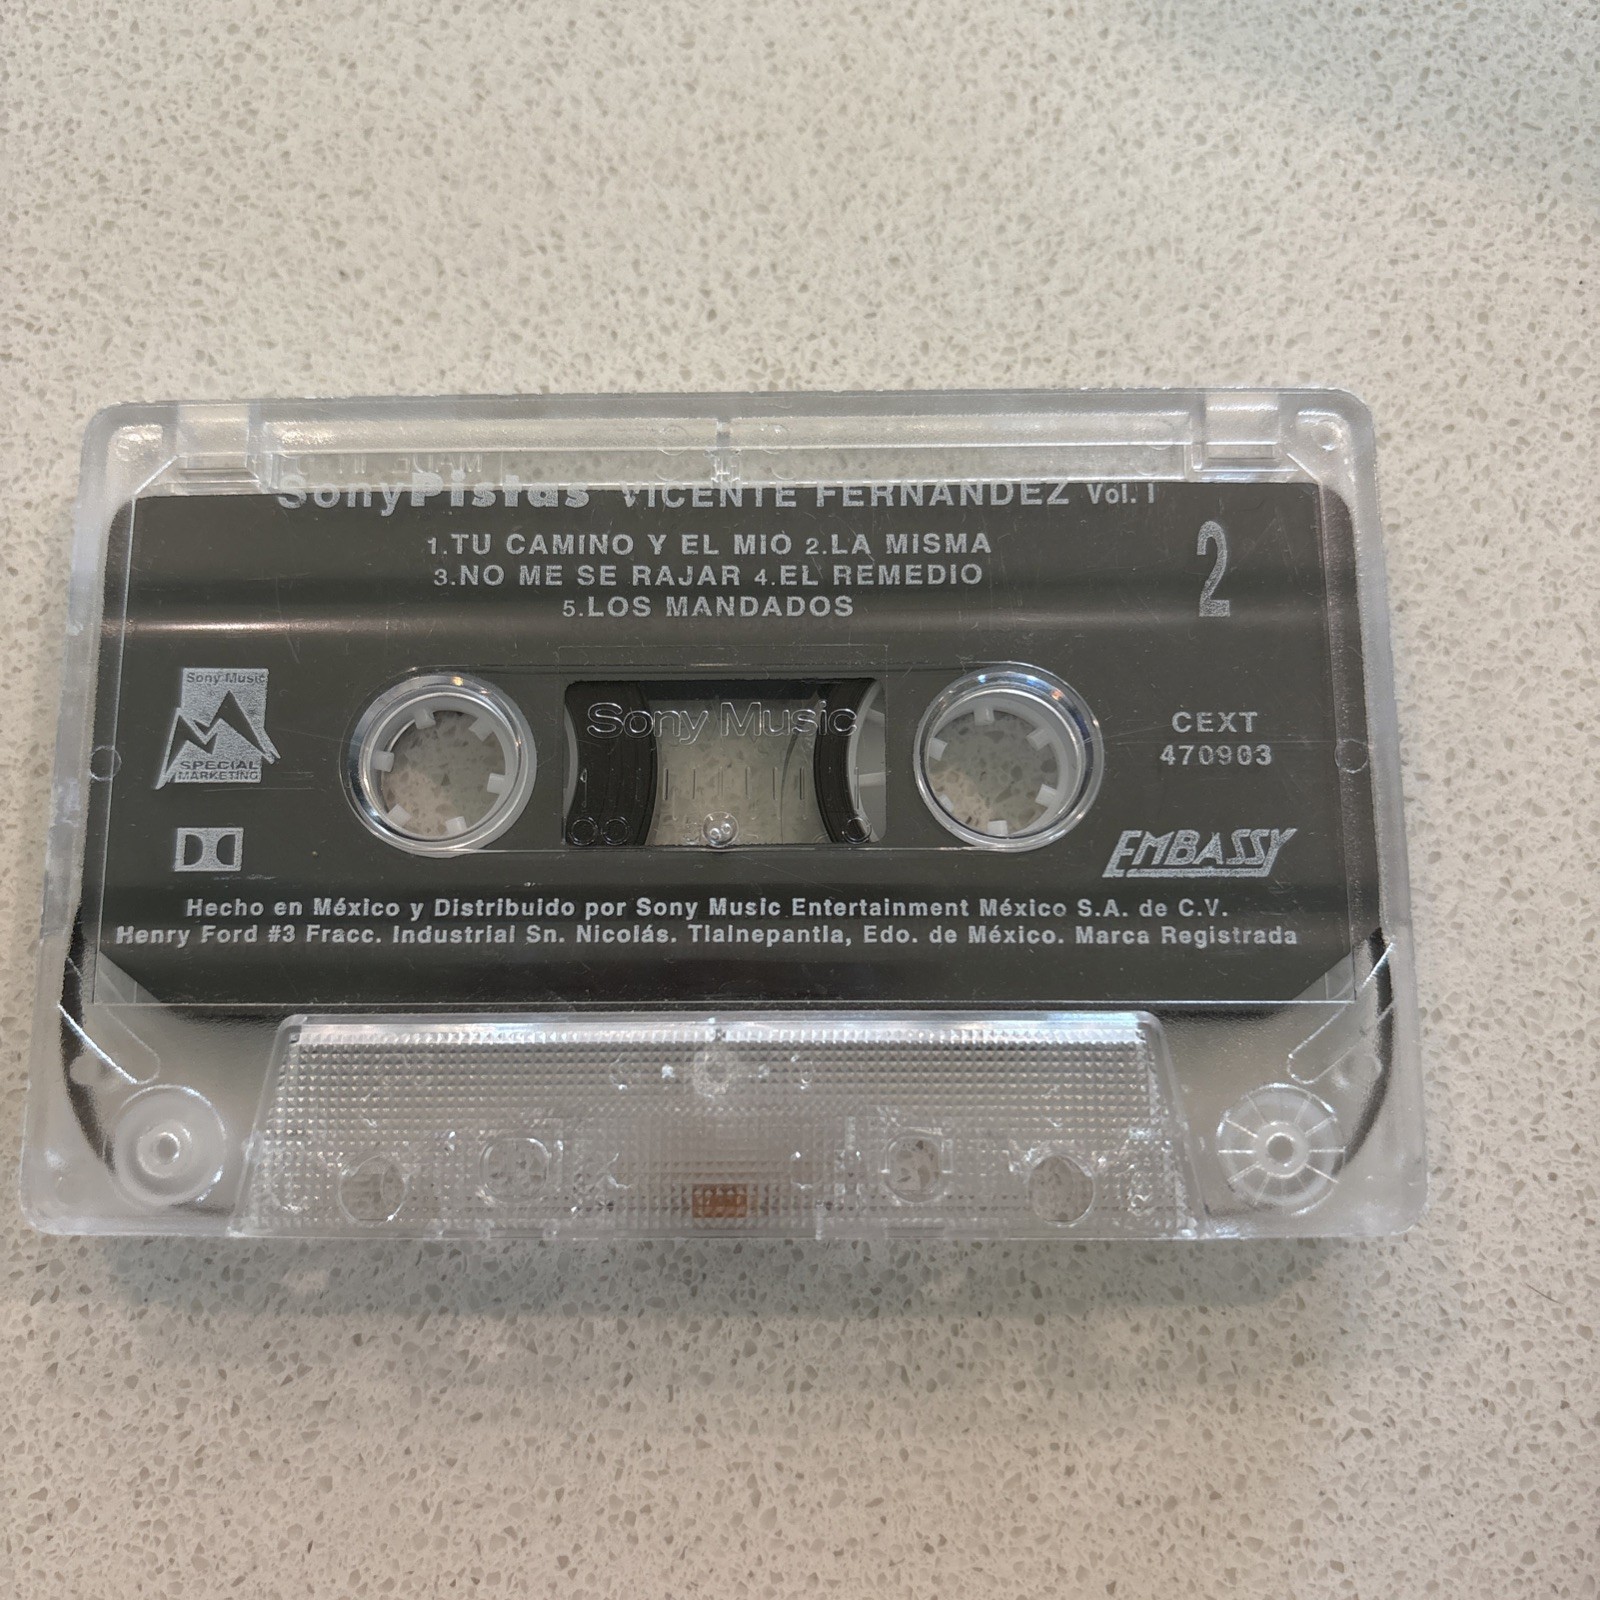 SonyPistas VICENTE FERNANDEZ Vol. I
1.TU CAMINO Y EL MIO 2.LA MISMA
3.NO ME SE RAJAR 4.EL REMEDIO
5.LOS MANDADOS
2
Sony Music
SPECIAL
MARKETING
Sony Music
CEXT
470903
EMBASSY
Hecho en México y Distribuido por Sony Music Entertainment México S.A. de C.V.
Henry Ford #3 Fracc. Industrial Sn. Nicolás. Tlalnepantla, Edo. de México. Marca Registrada